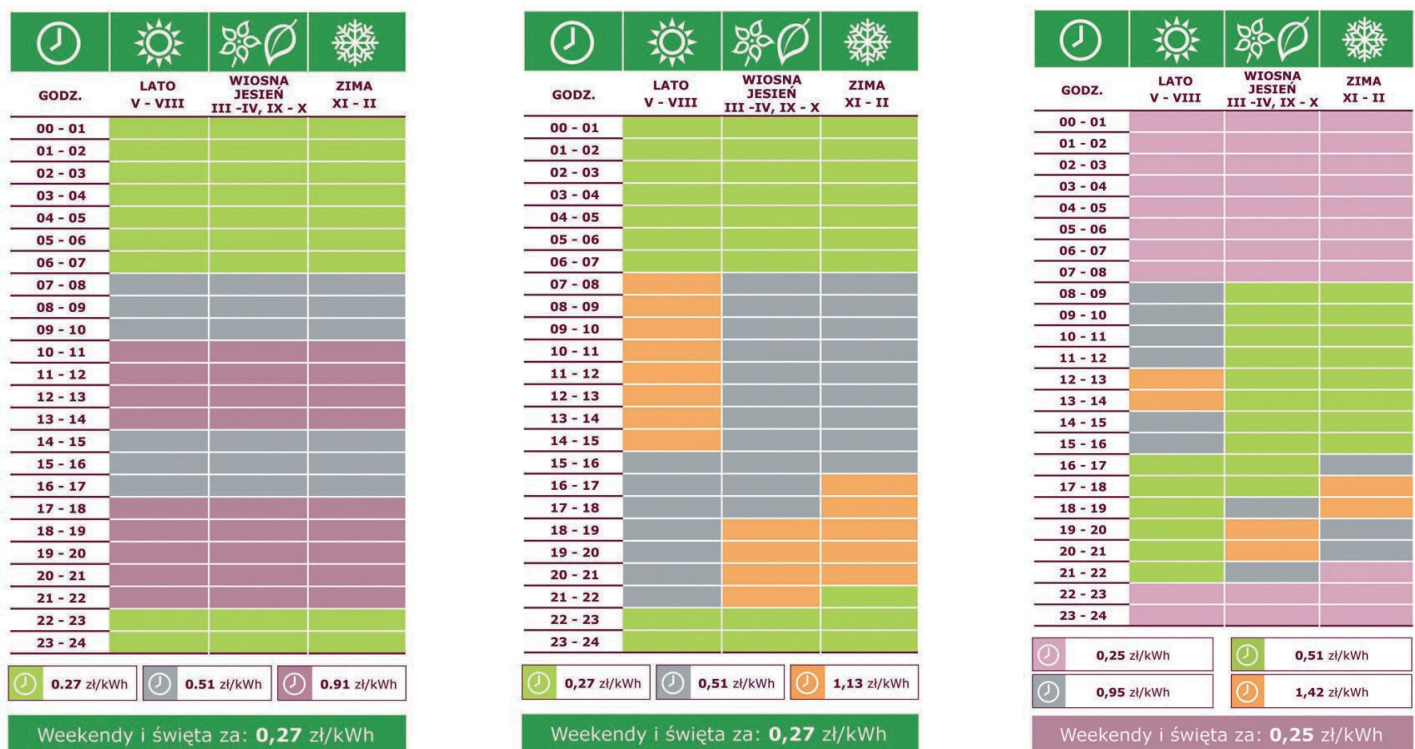 GODZ.
LATO
V - VIII
WIOSNA
JESIEŃ
III -IV, IX - X
ZIMA
XI - II
00 - 01
01 - 02
02 - 03
03 - 04
04 - 05
05 - 06
06 - 07
07 - 08
08 - 09
09 - 10
10 - 11
11 - 12
12 - 13
13 - 14
14 - 15
15 - 16
16 - 17
17 - 18
18 - 19
19 - 20
20 - 21
21 - 22
22 - 23
23 - 24
0.27 zł/kWh
0.51 zł/kWh
0.91 zł/kWh
Weekendy i święta za: 0,27 zł/kWh
GODZ.
LATO
V - VIII
WIOSNA
JESIEŃ
III -IV, IX - X
ZIMA
XI - II
00 - 01
01 - 02
02 - 03
03 - 04
04 - 05
05 - 06
06 - 07
07 - 08
08 - 09
09 - 10
10 - 11
11 - 12
12 - 13
13 - 14
14 - 15
15 - 16
16 - 17
17 - 18
18 - 19
19 - 20
20 - 21
21 - 22
22 - 23
23 - 24
0,27 zł/kWh
0,51 zł/kWh
1,13 zł/kWh
Weekendy i święta za: 0,27 zł/kWh
GODZ.
LATO
V - VIII
WIOSNA
JESIEŃ
III -IV, IX - X
ZIMA
XI - II
00 - 01
01 - 02
02 - 03
03 - 04
04 - 05
05 - 06
06 - 07
07 - 08
08 - 09
09 - 10
10 - 11
11 - 12
12 - 13
13 - 14
14 - 15
15 - 16
16 - 17
17 - 18
18 - 19
19 - 20
20 - 21
21 - 22
22 - 23
23 - 24
0,25 zł/kWh
0,51 zł/kWh
0,95 zł/kWh
1,42 zł/kWh
Weekendy i święta za: 0,25 zł/kWh